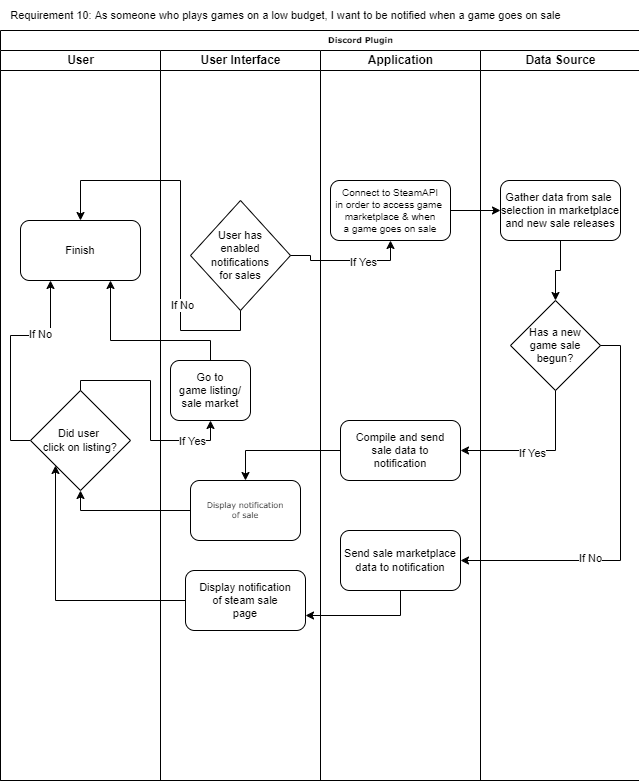 Requirement 10: As someone who plays games on a low budget, I want to be notified when a game goes on sale
Discord Plugin
User
User Interface
Application
Data Source
Finish
User has
enabled
notifications
for sales
Connect to SteamAPI
in order to access game
marketplace & when
a game goes on sale
Gather data from sale
selection in marketplace
and new sale releases
If Yes
If No
If No
Has a new
game sale
begun?
Go to
game listing/
sale market
Did user
click on listing?
If Yes
Compile and send
sale data to
notification
If Yes
Display notification
of sale
Send sale marketplace
data to notification
If No
Display notification
of steam sale
page